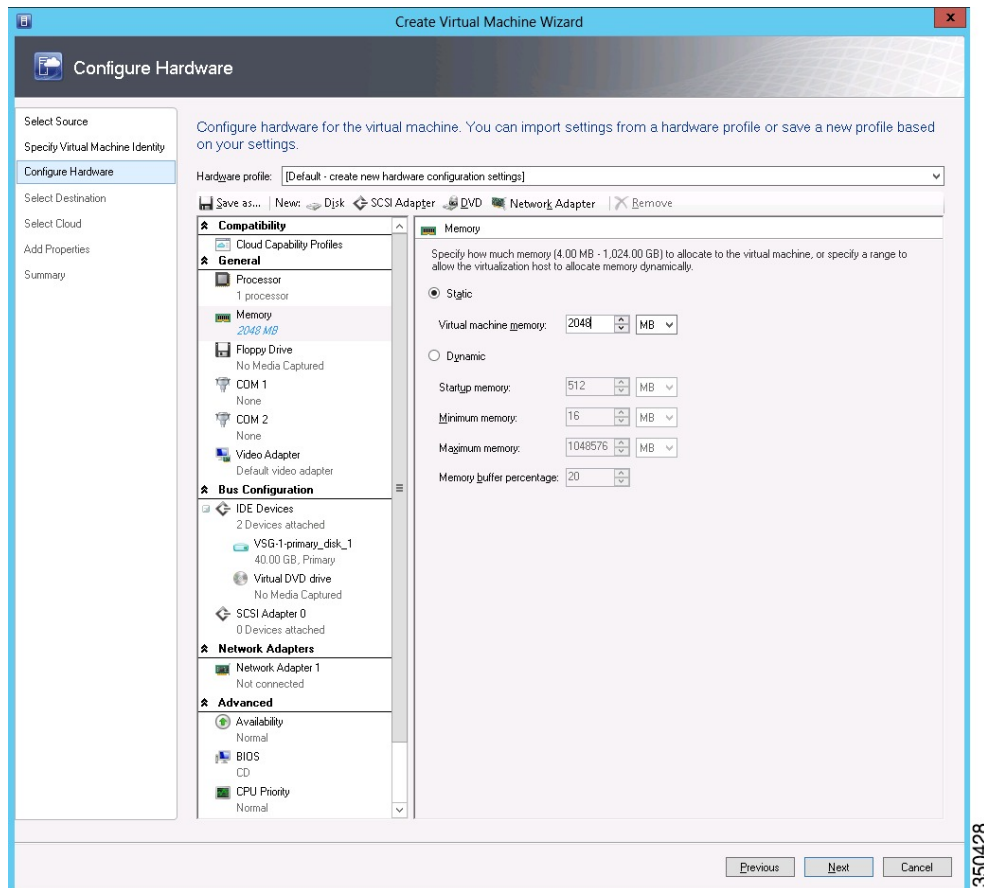 Create Virtual Machine Wizard
x
Configure Hardware
Select Source
Specify Virtual Machine Identity
Configure Hardware
Select Destination
Select Cloud
Add Properties
Summary
Configure hardware for the virtual machine. You can import settings from a hardware profile or save a new profile based
on your settings.
Hardware profile: [Default - create new hardware configuration settings]
Save as... New: Disk SCSI Adapter DVD Network Adapter Remove
Compatibility
Cloud Capability Profiles
General
Processor
1 processor
Memory
2048 MB
Floppy Drive
No Media Captured
COM 1
None
COM 2
None
Video Adapter
Default video adapter
Bus Configuration
IDE Devices
2 Devices attached
VSG-1-primary_disk_1
40.00 GB, Primary
Virtual DVD drive
No Media Captured
SCSI Adapter 0
0 Devices attached
Network Adapters
Network Adapter 1
Not connected
Advanced
Availability
Normal
BIOS
CD
CPU Priority
Normal
Memory
Specify how much memory (4.00 MB - 1,024.00 GB) to allocate to the virtual machine, or specify a range to
allow the virtualization host to allocate memory dynamically.
Static
Virtual machine memory: 2048 MB
Dynamic
Startup memory: 512 MB
Minimum memory: 16 MB
Maximum memory: 1048576 MB
Memory buffer percentage: 20
Previous Next Cancel
350428